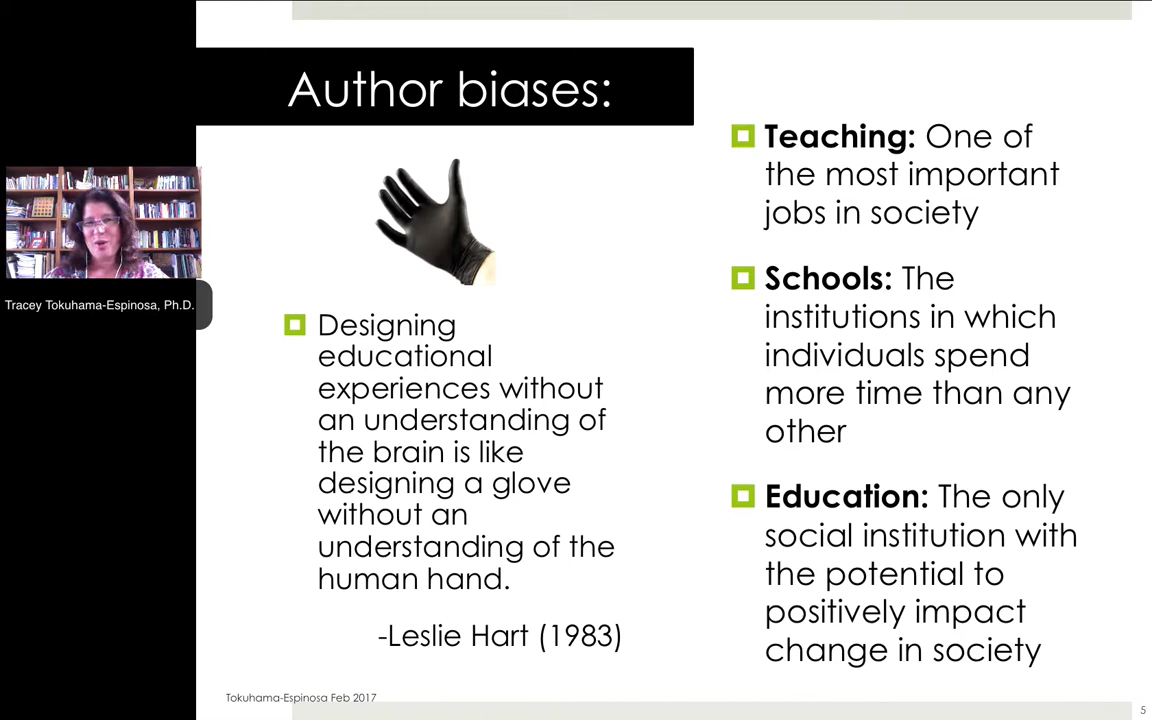 Author biases:
Tracey Tokuhama-Espinosa, Ph.D.
Designing
educational
experiences without
an understanding of
the brain is like
designing a glove
without an
understanding of the
human hand.
-Leslie Hart (1983)
Teaching: One of
the most important
jobs in society
Schools: The
institutions in which
individuals spend
more time than any
other
Education: The only
social institution with
the potential to
positively impact
change in society
Tokuhama-Espinosa Feb 2017
5